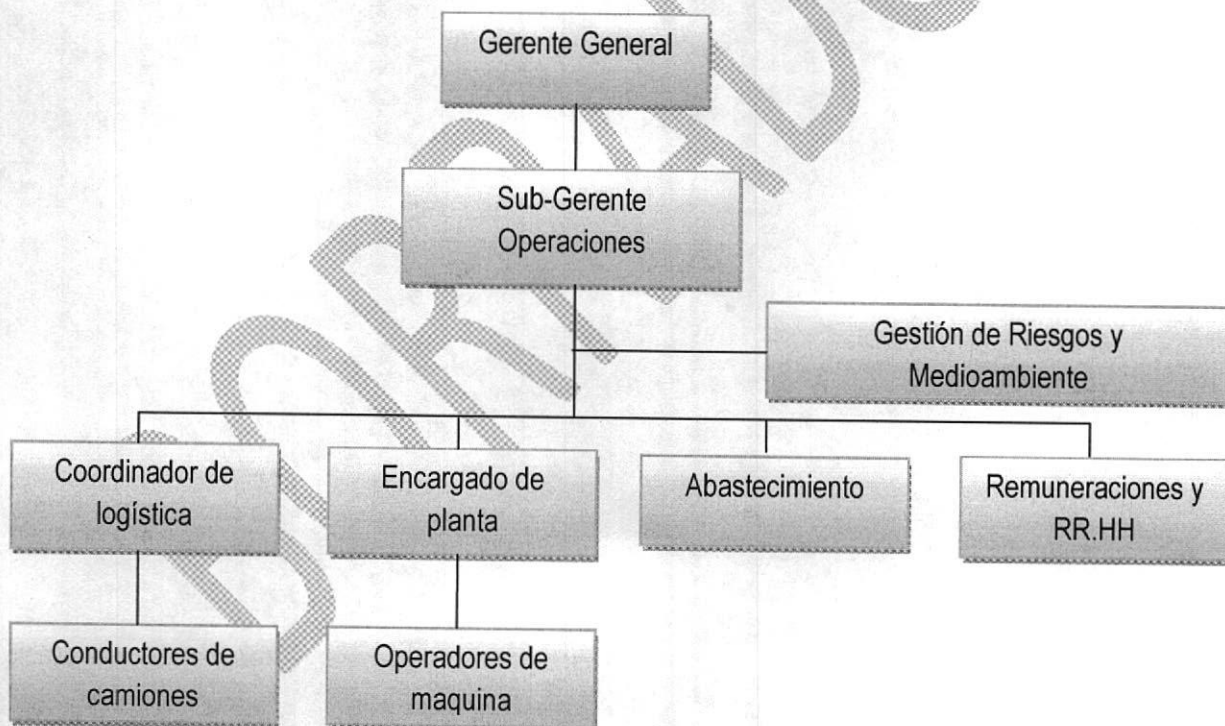 Gerente General
Sub-Gerente
Operaciones
Gestión de Riesgos y
Medioambiente
Coordinador de
logística
Encargado de
planta
Abastecimiento
Remuneraciones y
RR.HH
Conductores de
camiones
Operadores de
maquina
BORRADOR